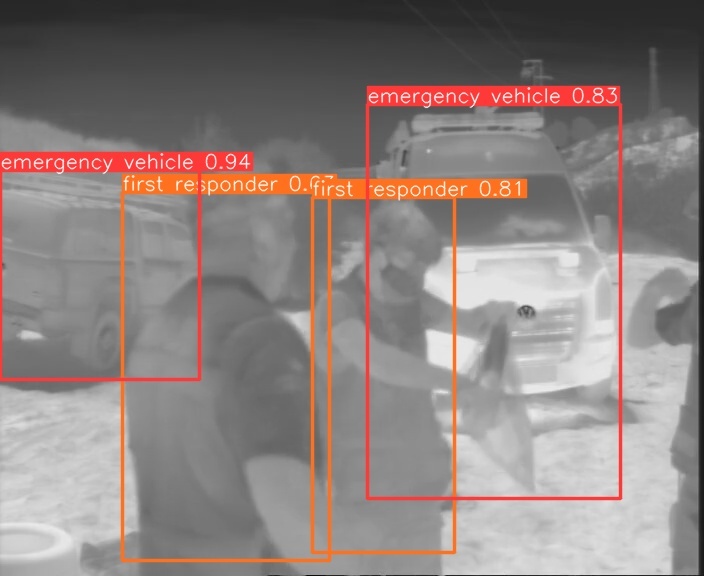 emergency vehicle 0.83
emergency vehicle 0.94
first responder
first responder 0.81